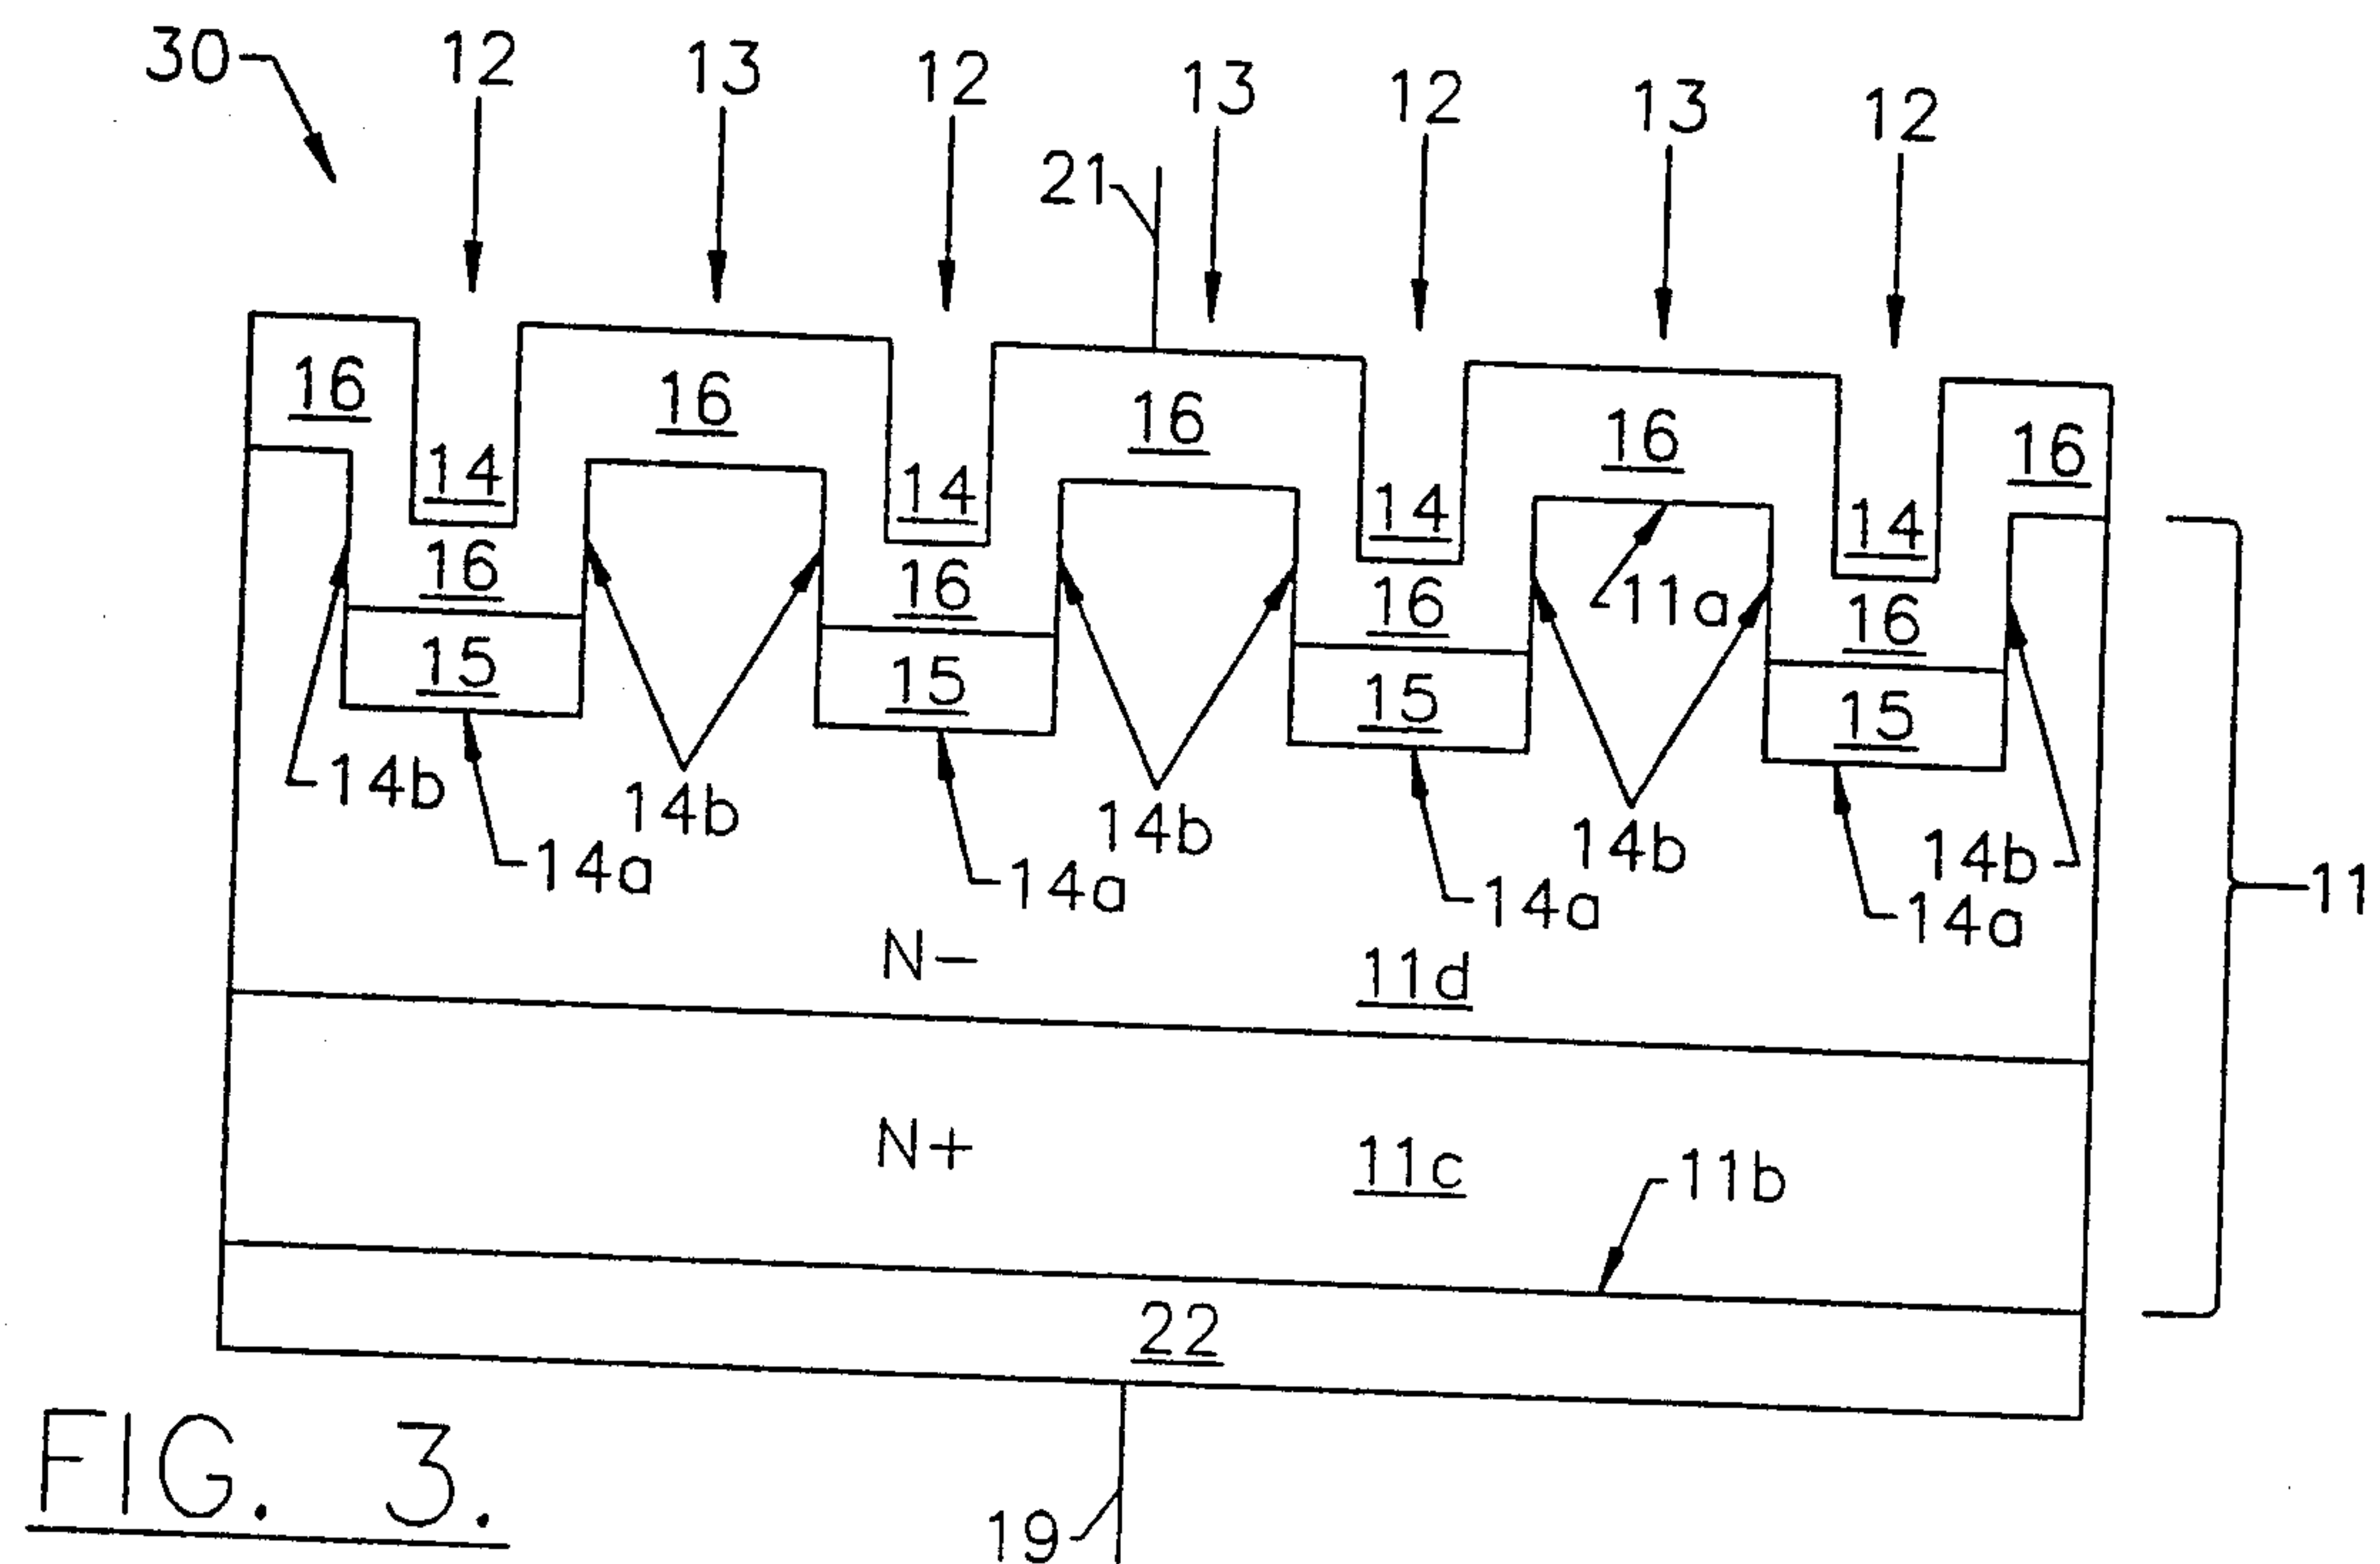 30 12 13 12 13 12 13 12
21
16 16 16 16 16
14 14 14 14
16 16 16 11a 16
15 15 15 15
14b 14b 14b 14b 14b
14a 14a 14a 14a
11
N- 11d
N+ 11c 11b
22
FIG. 3.
19